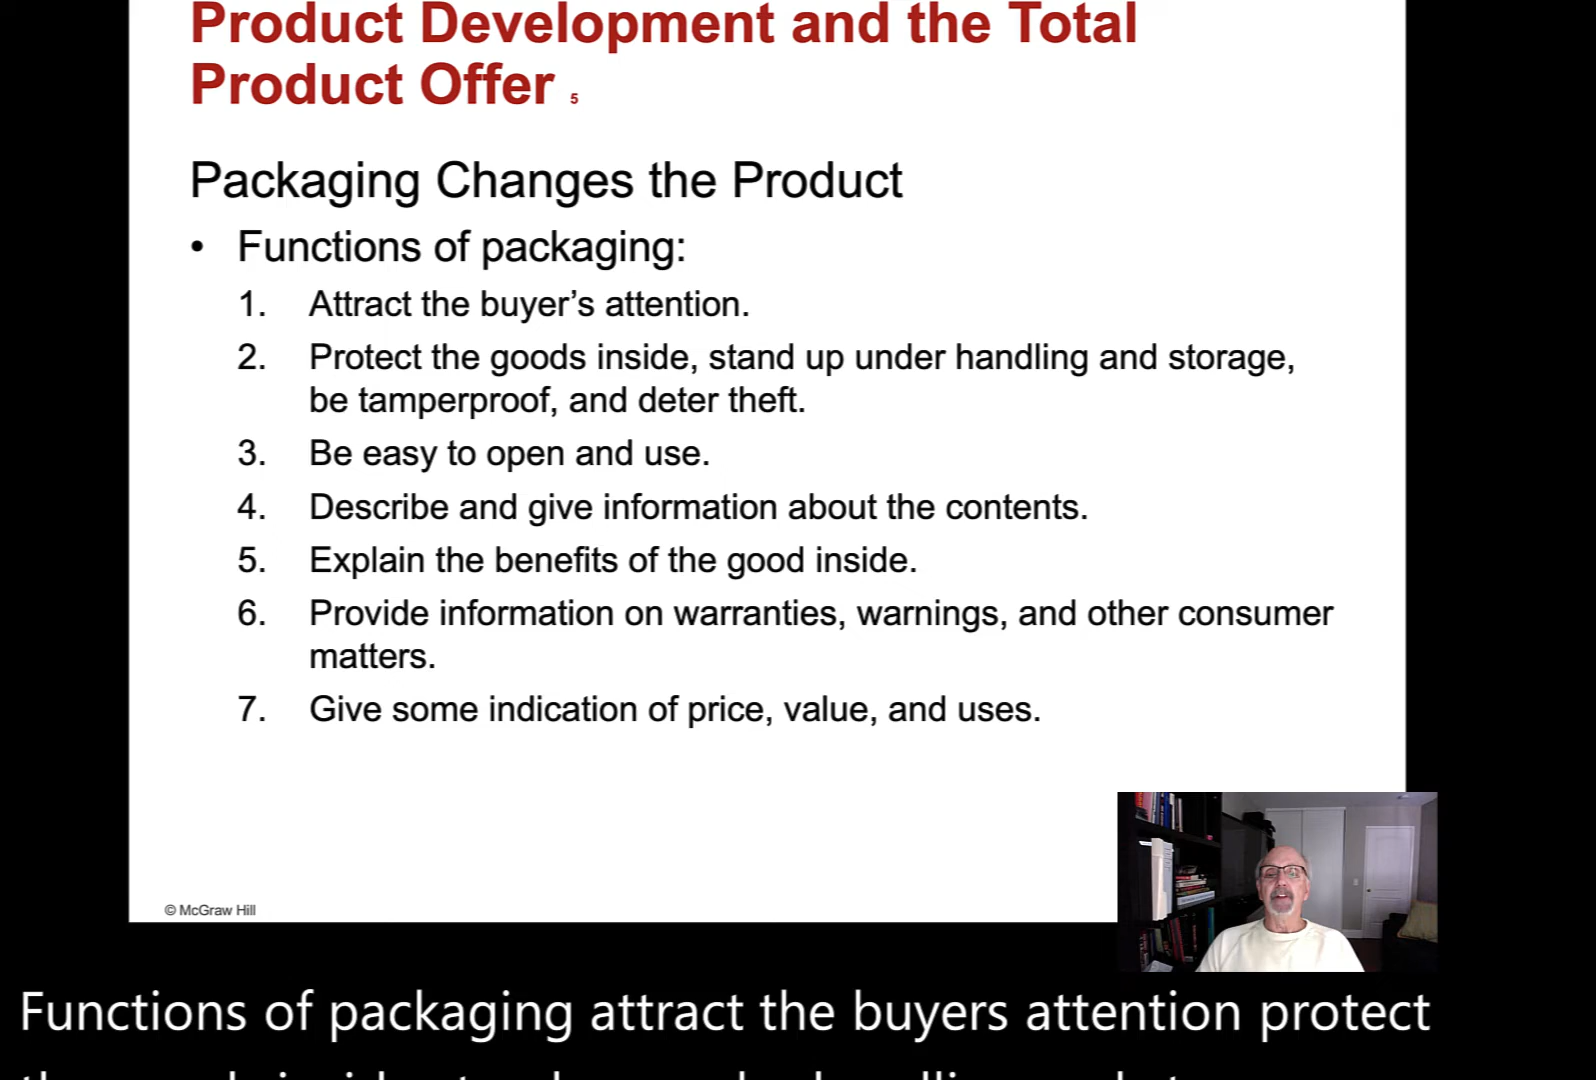 Product Development and the Total
Product Offer 5
Packaging Changes the Product
• Functions of packaging:
1. Attract the buyer’s attention.
2. Protect the goods inside, stand up under handling and storage,
be tamperproof, and deter theft.
3. Be easy to open and use.
4. Describe and give information about the contents.
5. Explain the benefits of the good inside.
6. Provide information on warranties, warnings, and other consumer
matters.
7. Give some indication of price, value, and uses.
© McGraw Hill
Functions of packaging attract the buyers attention protect